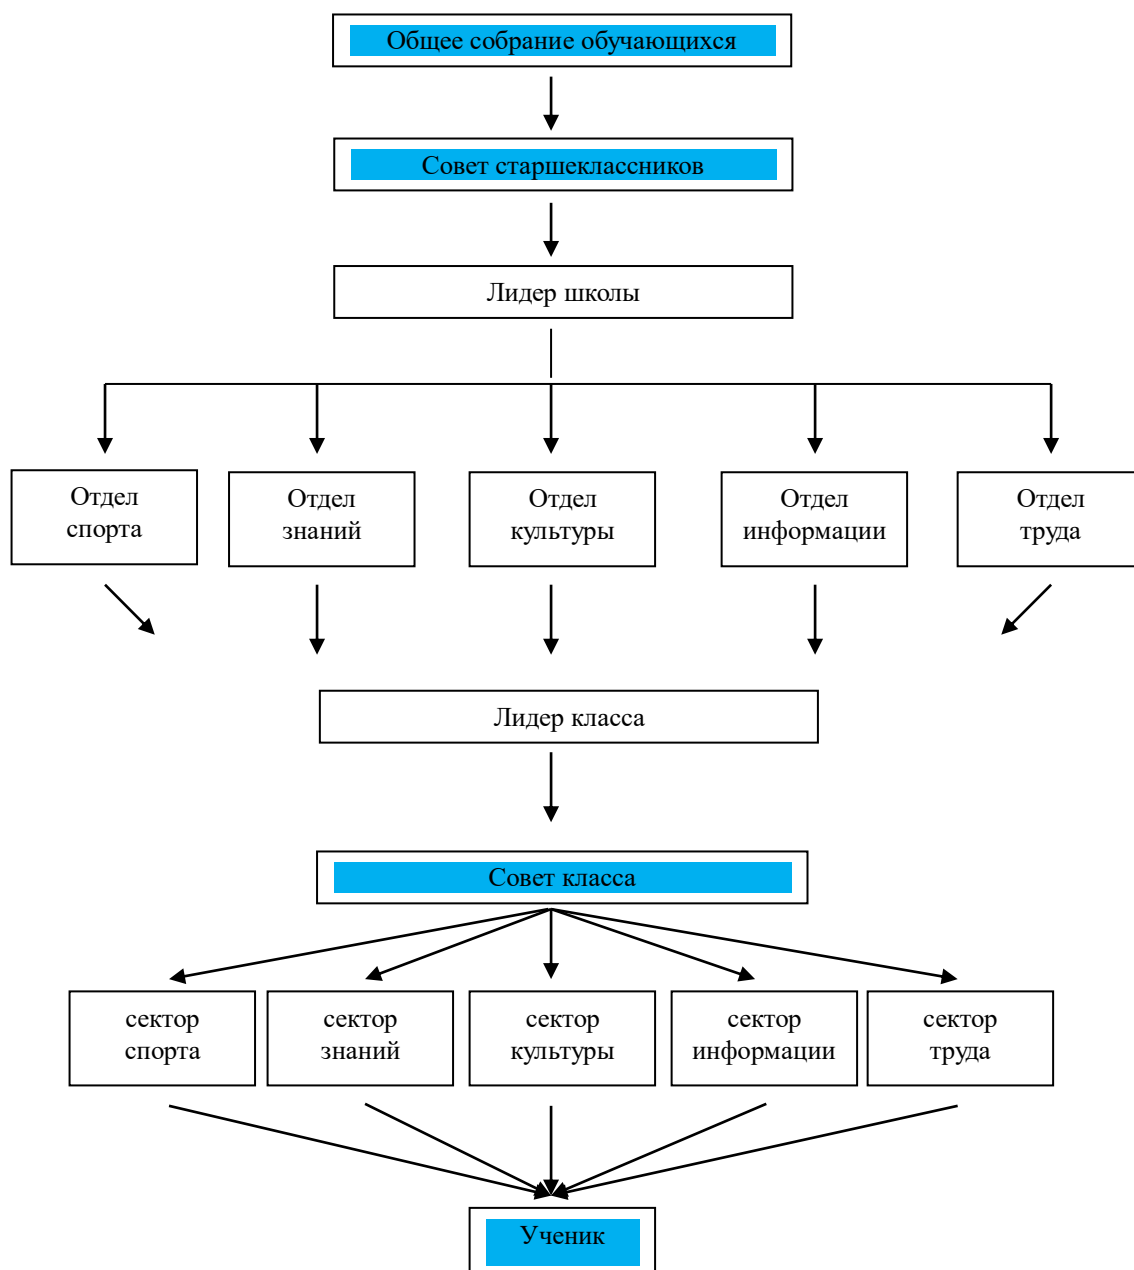 Общее собрание обучающихся
Совет старшеклассников
Лидер школы
Отдел
спорта
Отдел
знаний
Отдел
культуры
Отдел
информации
Отдел
труда
Лидер класса
Совет класса
сектор
спорта
сектор
знаний
сектор
культуры
сектор
информации
сектор
труда
Ученик